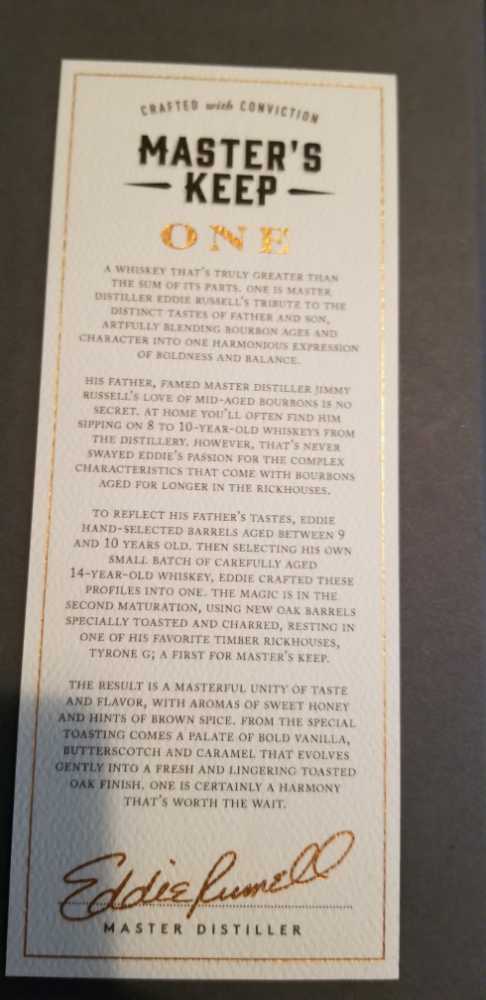 CRAFTED with CONVICTION
MASTER'S
KEEP
ONE
A WHISKEY THAT'S TRULY GREATER THAN
THE SUM OF ITS PARTS. ONE IS MASTER
DISTILLER EDDIE RUSSELL'S TRIBUTE TO THE
DISTINCT TASTES OF FATHER AND SON,
ARTFULLY BLENDING BOURBON AGES AND
CHARACTER INTO ONE HARMONIOUS EXPRESSION
OF BOLDNESS AND BALANCE.
HIS FATHER, FAMED MASTER DISTILLER JIMMY
RUSSELL'S LOVE OF MID-AGED BOURBONS IS NO
SECRET. AT HOME YOU'LL OFTEN FIND HIM
SIPPING ON 8 TO 10-YEAR-OLD WHISKEYS FROM
THE DISTILLERY. HOWEVER, THAT'S NEVER
SWAYED EDDIE'S PASSION FOR THE COMPLEX
CHARACTERISTICS THAT COME WITH BOURBONS
AGED FOR LONGER IN THE RICKHOUSES.
TO REFLECT HIS FATHER'S TASTES, EDDIE
HAND-SELECTED BARRELS AGED BETWEEN 9
AND 10 YEARS OLD. THEN SELECTING HIS OWN
SMALL BATCH OF CAREFULLY AGED
14-YEAR-OLD WHISKEY, EDDIE CRAFTED THESE
PROFILES INTO ONE. THE MAGIC IS IN THE
SECOND MATURATION, USING NEW OAK BARRELS
SPECIALLY TOASTED AND CHARRED, RESTING IN
ONE OF HIS FAVORITE TIMBER RICKHOUSES,
TYRONE G; A FIRST FOR MASTER'S KEEP.
THE RESULT IS A MASTERFUL UNITY OF TASTE
AND FLAVOR, WITH AROMAS OF SWEET HONEY
AND HINTS OF BROWN SPICE. FROM THE SPECIAL
TOASTING COMES A PALATE OF BOLD VANILLA,
BUTTERSCOTCH AND CARAMEL THAT EVOLVES
GENTLY INTO A FRESH AND LINGERING TOASTED
OAK FINISH. ONE IS CERTAINLY A HARMONY
THAT'S WORTH THE WAIT.
Eddie Russell
MASTER DISTILLER